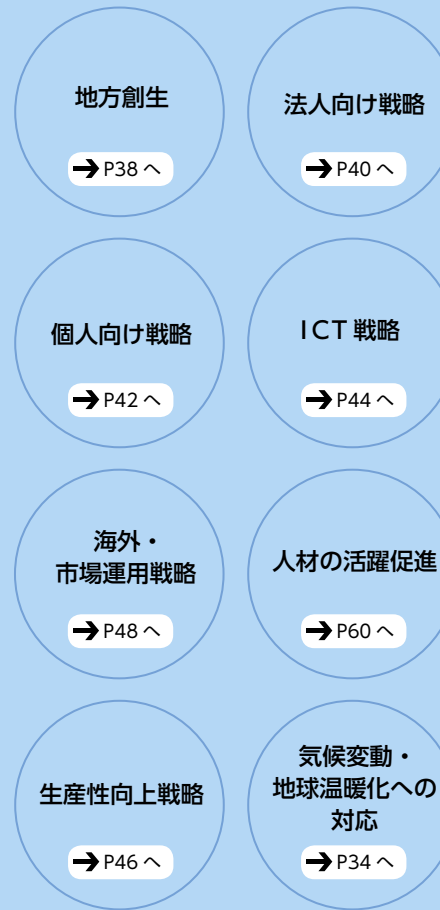 地方創生
➔ P38 へ
法人向け戦略
➔ P40 へ
個人向け戦略
➔ P42 へ
ICT 戦略
➔ P44 へ
海外・
市場運用戦略
➔ P48 へ
人材の活躍促進
➔ P60 へ
生産性向上戦略
➔ P46 へ
気候変動・
地球温暖化への
対応
➔ P34 へ